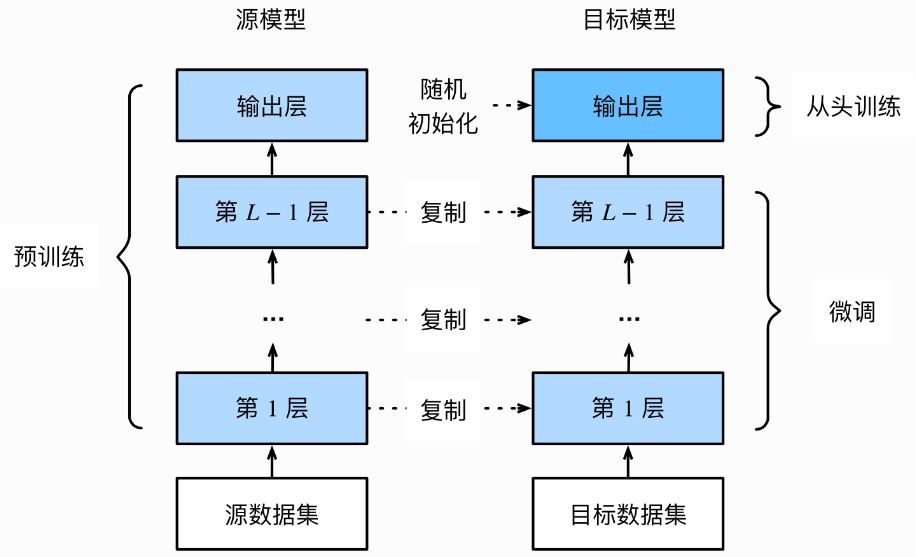 源模型
目标模型
输出层
随机
初始化
输出层
从头训练
第 L − 1 层
复制
第 L − 1 层
预训练
...
复制
...
微调
第 1 层
复制
第 1 层
源数据集
目标数据集